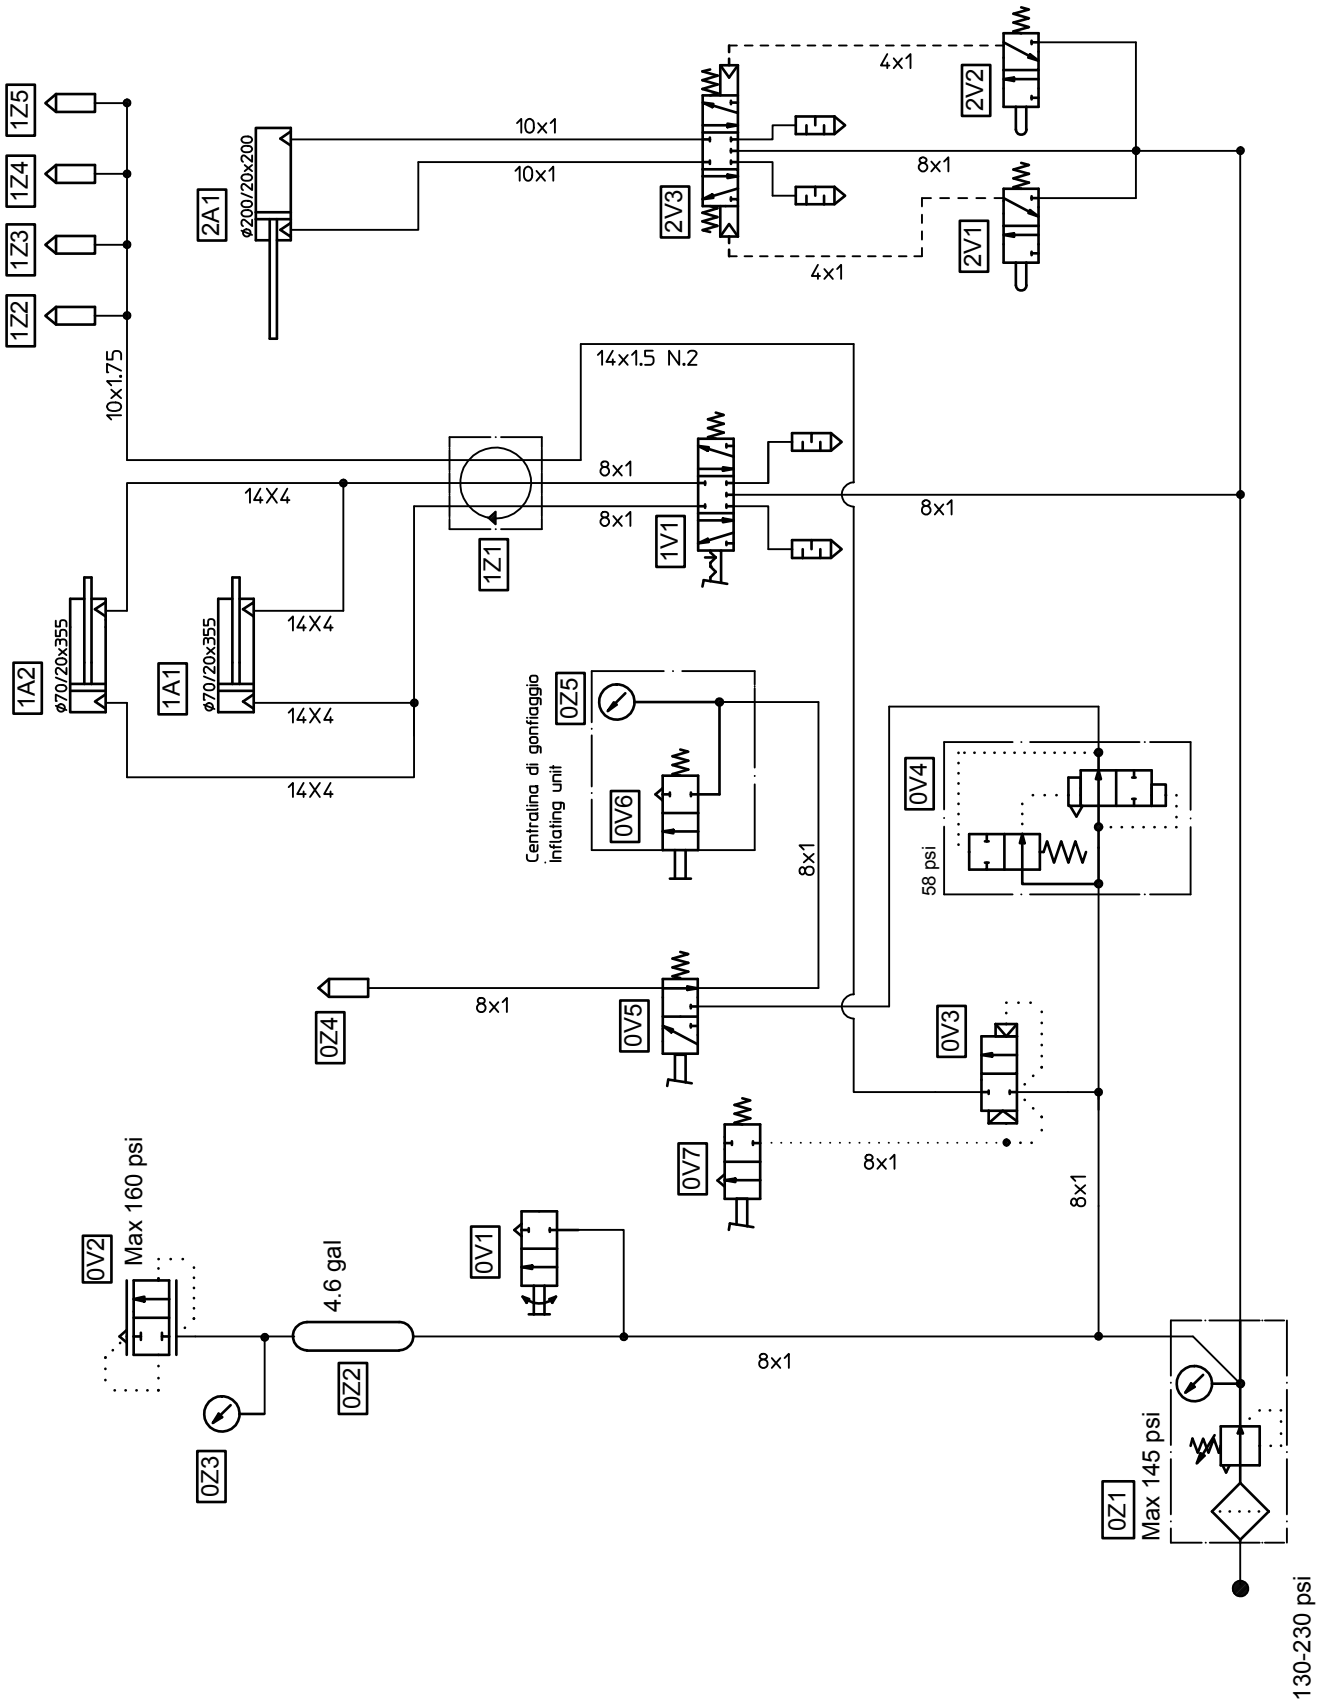 1Z5
1Z4
1Z3
1Z2
10x1.75
2A1
ø200/20x200
10x1
10x1
2V3
4x1
4x1
2V2
2V1
8x1
14x1.5 N.2
1A2
ø70/20x355
1A1
ø70/20x355
14X4
14X4
14X4
14X4
1Z1
8x1
8x1
1V1
8x1
Centralina di gonfiaggio
Inflating unit
0Z5
0V6
8x1
0V4
58 psi
0Z4
8x1
0V5
0V3
0V7
8x1
8x1
0V2
Max 160 psi
0Z3
4.6 gal
0Z2
0V1
8x1
0Z1
Max 145 psi
130-230 psi